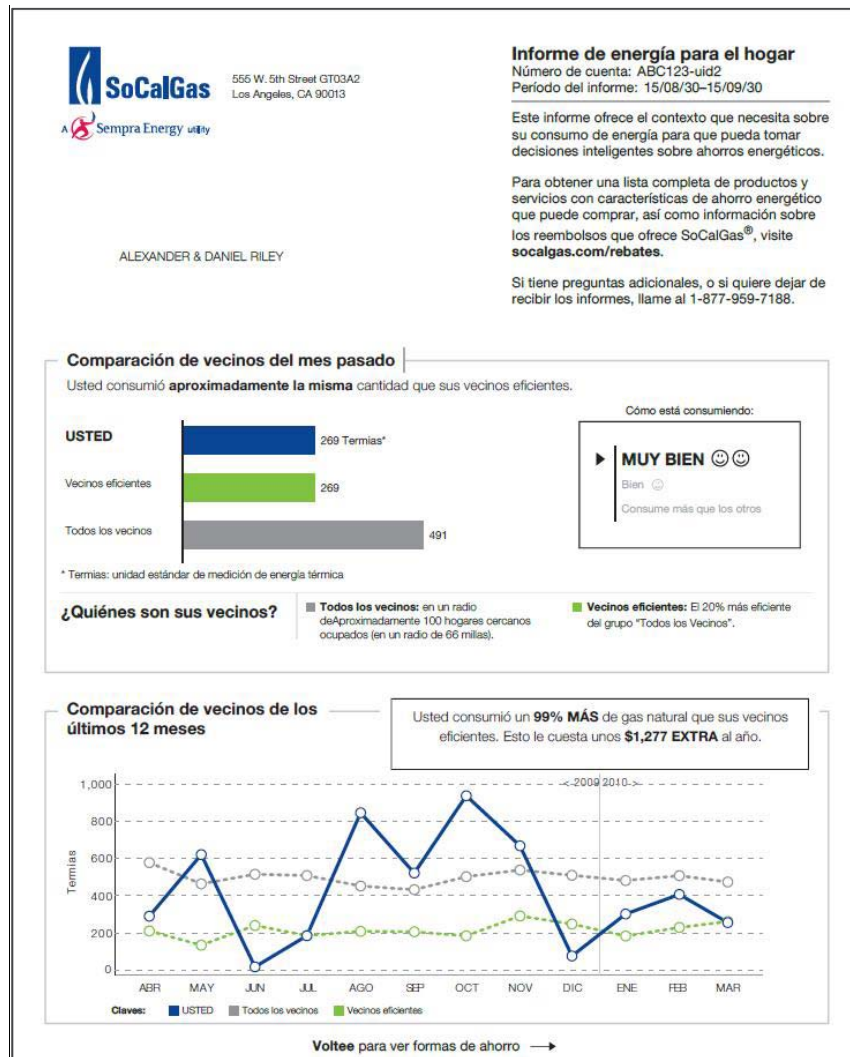 SoCalGas
A Sempra Energy utility
555 W. 5th Street GT03A2
Los Angeles, CA 90013
Informe de energía para el hogar
Número de cuenta: ABC123-uid2
Período del informe: 15/08/30–15/09/30
Este informe ofrece el contexto que necesita sobre
su consumo de energía para que pueda tomar
decisiones inteligentes sobre ahorros energéticos.
Para obtener una lista completa de productos y
servicios con características de ahorro energético
que puede comprar, así como información sobre
los reembolsos que ofrece SoCalGas®, visite
socalgas.com/rebates.
Si tiene preguntas adicionales, o si quiere dejar de
recibir los informes, llame al 1-877-959-7188.
ALEXANDER & DANIEL RILEY
Comparación de vecinos del mes pasado
Usted consumió aproximadamente la misma cantidad que sus vecinos eficientes.
USTED
269 Termias*
Vecinos eficientes
269
Todos los vecinos
491
Cómo está consumiendo:
MUY BIEN
Bien
Consume más que los otros
* Termias: unidad estándar de medición de energía térmica
¿Quiénes son sus vecinos?
Todos los vecinos: en un radio
deAproximadamente 100 hogares cercanos
ocupados (en un radio de 66 millas).
Vecinos eficientes: El 20% más eficiente
del grupo “Todos los Vecinos”.
Comparación de vecinos de los
últimos 12 meses
Usted consumió un 99% MÁS de gas natural que sus vecinos
eficientes. Esto le cuesta unos $1,277 EXTRA al año.
< 2009 2010 >
Termias
1,000
800
600
400
200
0
ABR MAY JUN JUL AGO SEP OCT NOV DIC ENE FEB MAR
Claves: USTED Todos los vecinos Vecinos eficientes
Voltee para ver formas de ahorro →